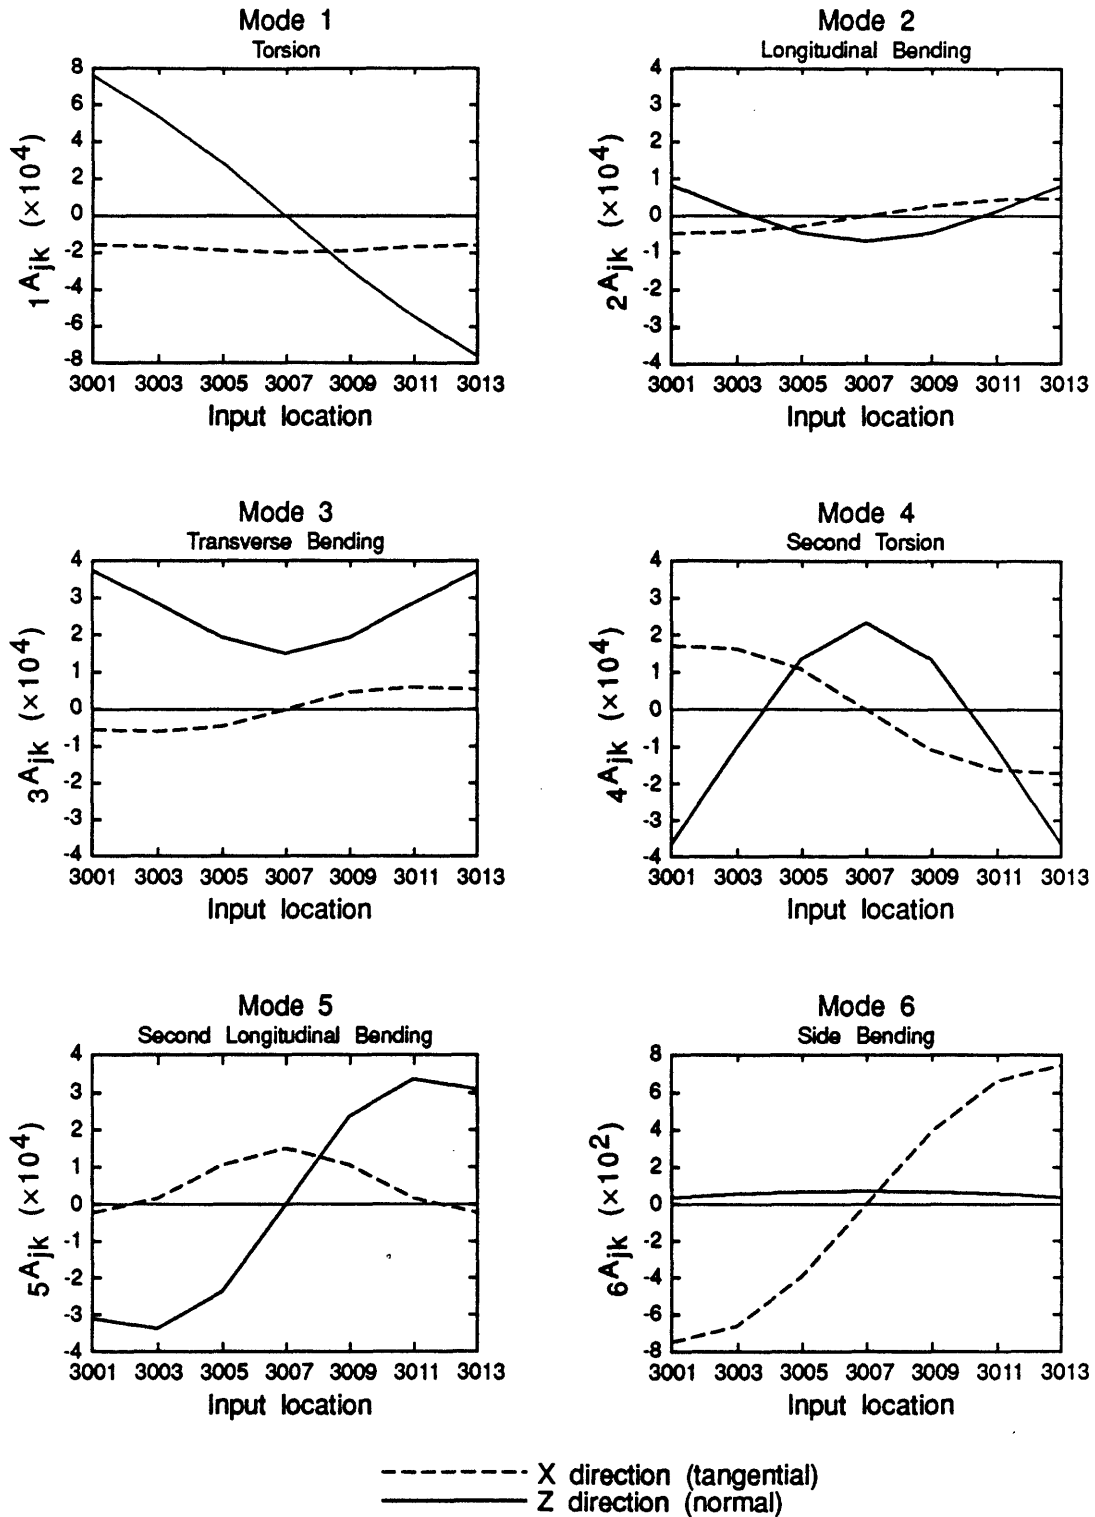 Mode 1
Torsion
8
6
4
2
0
-2
-4
-6
-8
1Ajk (×10^4)
3001 3003 3005 3007 3009 3011 3013
Input location
Mode 2
Longitudinal Bending
4
3
2
1
0
-1
-2
-3
-4
2Ajk (×10^4)
3001 3003 3005 3007 3009 3011 3013
Input location
Mode 3
Transverse Bending
4
3
2
1
0
-1
-2
-3
-4
3Ajk (×10^4)
3001 3003 3005 3007 3009 3011 3013
Input location
Mode 4
Second Torsion
4
3
2
1
0
-1
-2
-3
-4
4Ajk (×10^4)
3001 3003 3005 3007 3009 3011 3013
Input location
Mode 5
Second Longitudinal Bending
4
3
2
1
0
-1
-2
-3
-4
5Ajk (×10^4)
3001 3003 3005 3007 3009 3011 3013
Input location
Mode 6
Side Bending
8
6
4
2
0
-2
-4
-6
-8
6Ajk (×10^2)
3001 3003 3005 3007 3009 3011 3013
Input location
X direction (tangential)
Z direction (normal)